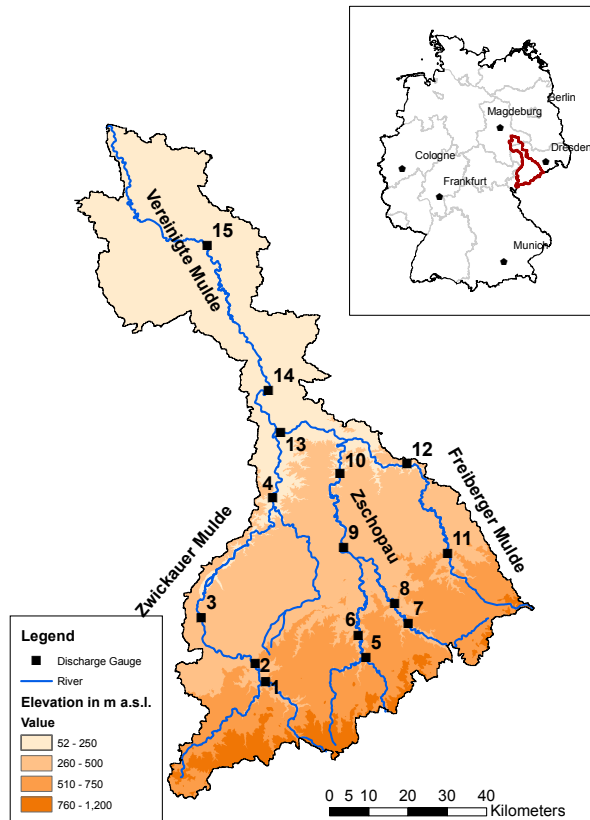 Berlin
Magdeburg
Dresden
Cologne
Frankfurt
Munich
Vereinigte Mulde
15
14
13
12
10
Freiberger Mulde
4
Zschopau
9
11
Zwickauer Mulde
8
3
7
6
5
2
1
Legend
Discharge Gauge
River
Elevation in m a.s.l.
Value
52 - 250
260 - 500
510 - 750
760 - 1,200
0 5 10 20 30 40
Kilometers